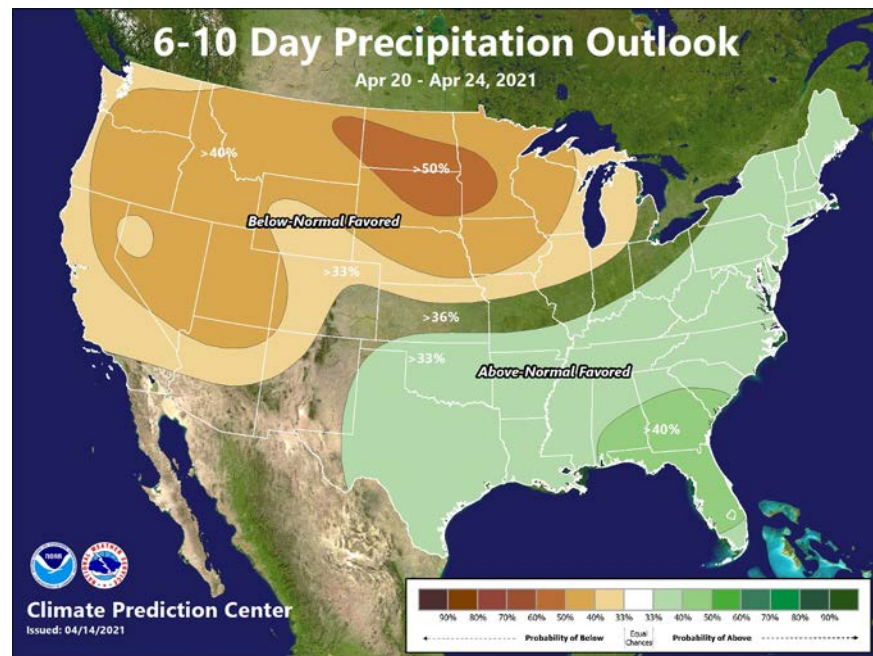 6-10 Day Precipitation Outlook
Apr 20 - Apr 24, 2021
>40%
>50%
Below-Normal Favored
>33%
>36%
>33%
Above-Normal Favored
>40%
NOAA
Climate Prediction Center
Issued: 04/14/2021
90% 80% 70% 60% 50% 40% 33% 33% 40% 50% 60% 70% 80% 90%
Probability of Below Equal Chances Probability of Above